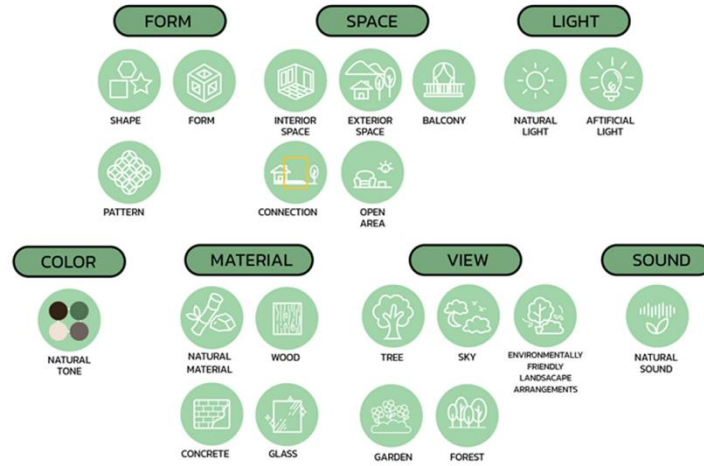 FORM
SPACE
LIGHT
SHAPE
FORM
INTERIOR
SPACE
EXTERIOR
SPACE
BALCONY
NATURAL
LIGHT
AFTIFICIAL
LIGHT
PATTERN
CONNECTION
OPEN
AREA
COLOR
MATERIAL
VIEW
SOUND
NATURAL
TONE
NATURAL
MATERIAL
WOOD
TREE
SKY
ENVIRONMENTALLY
FRIENDLY
LANDSACAPE
ARRANGEMENTS
NATURAL
SOUND
CONCRETE
GLASS
GARDEN
FOREST